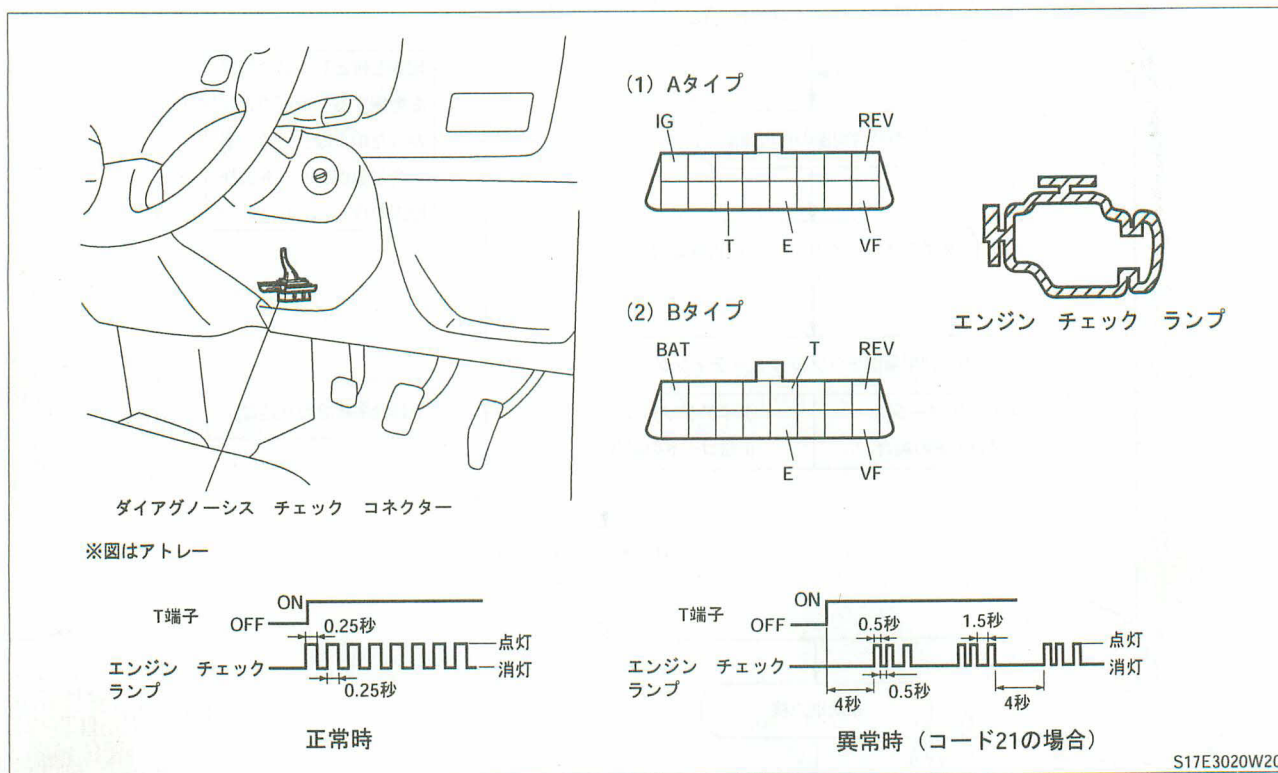 (1) Aタイプ
IG REV
T E VF
エンジン チェック ランプ
(2) Bタイプ
BAT T REV
E VF
ダイアグノーシス チェック コネクター
※図はアトレー
T端子
ON
OFF
0.25秒
点灯
エンジン チェック
ランプ
消灯
0.25秒
正常時
T端子
ON
OFF
0.5秒 1.5秒
点灯
エンジン チェック
ランプ
消灯
4秒 0.5秒 4秒
異常時（コード21の場合）
S17E3020W20